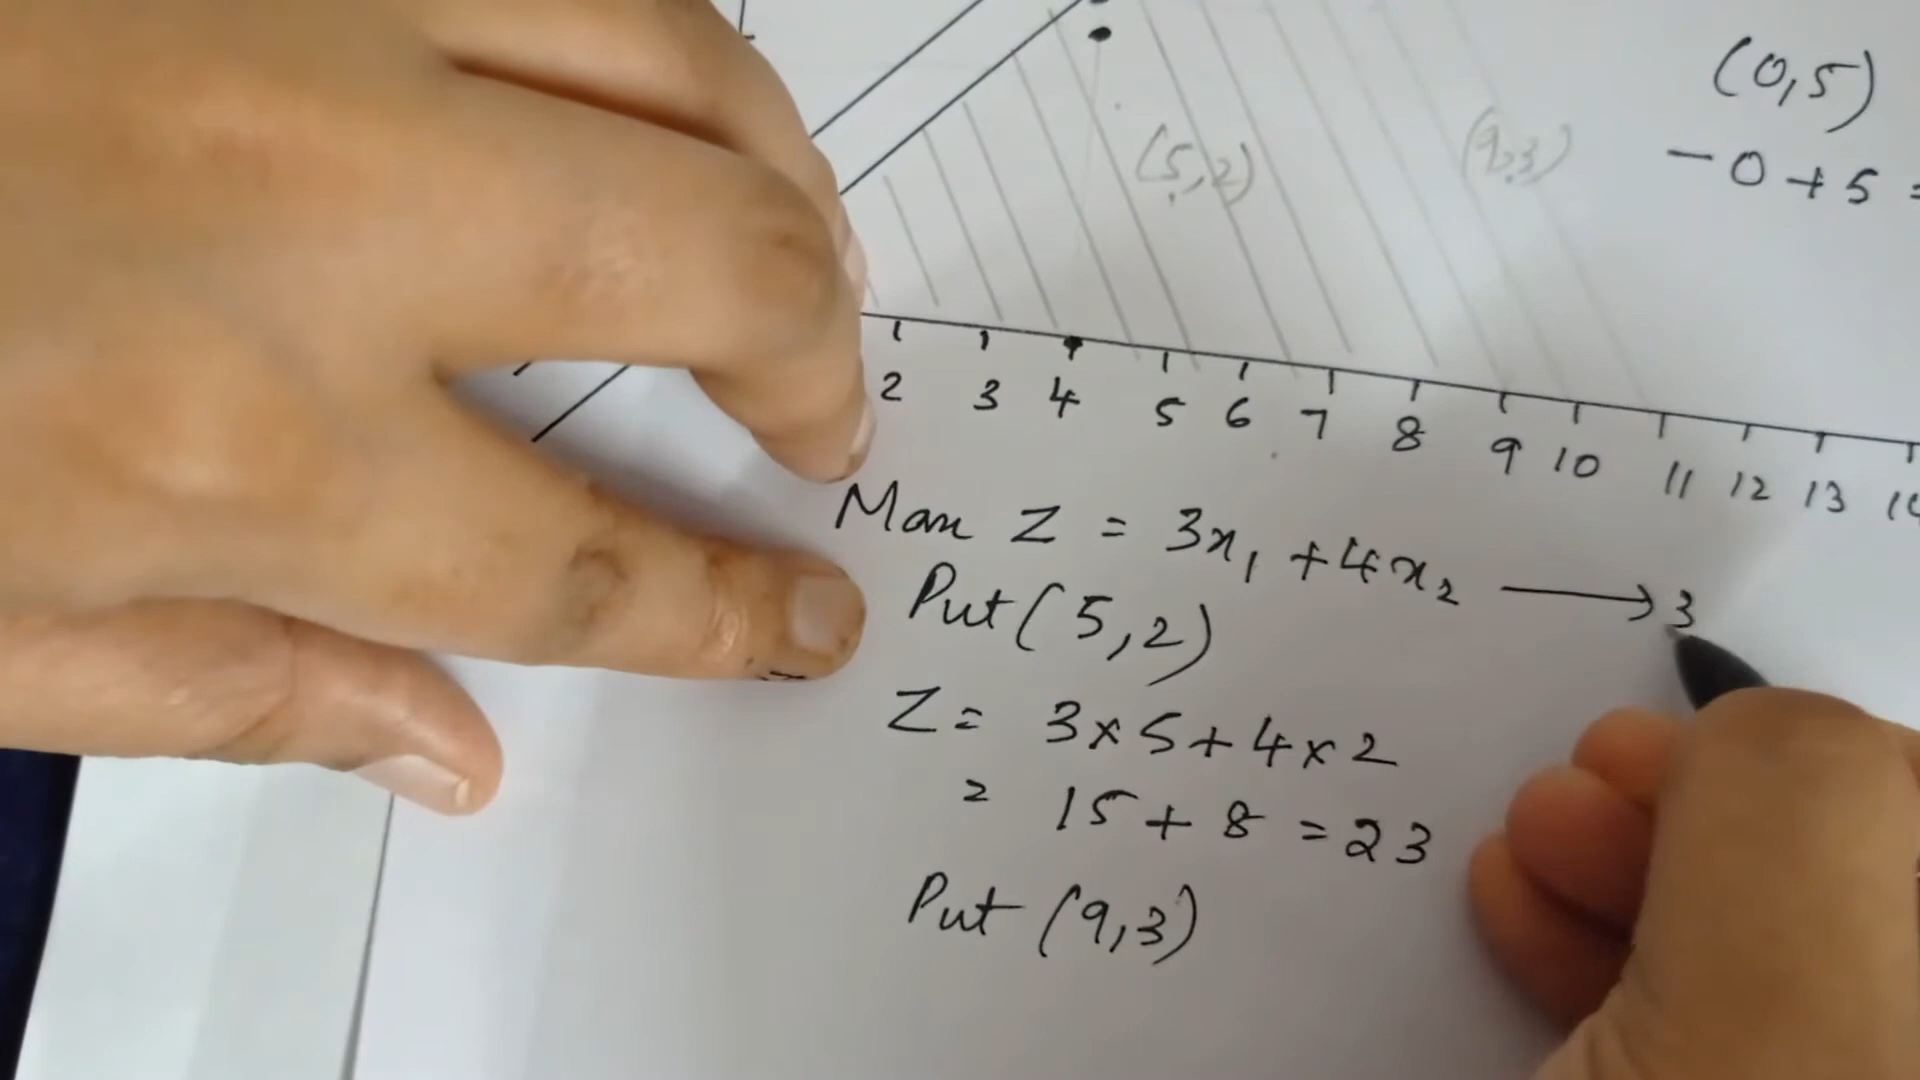 (0,5)
(5,2) (9,3)
-0+5=
2 3 4 5 6 7 8 9 10 11 12 13
Max Z = 3x₁ + 4x₂ → 3
Put (5,2)
Z = 3×5+4×2
= 15+8 = 23
Put (9,3)